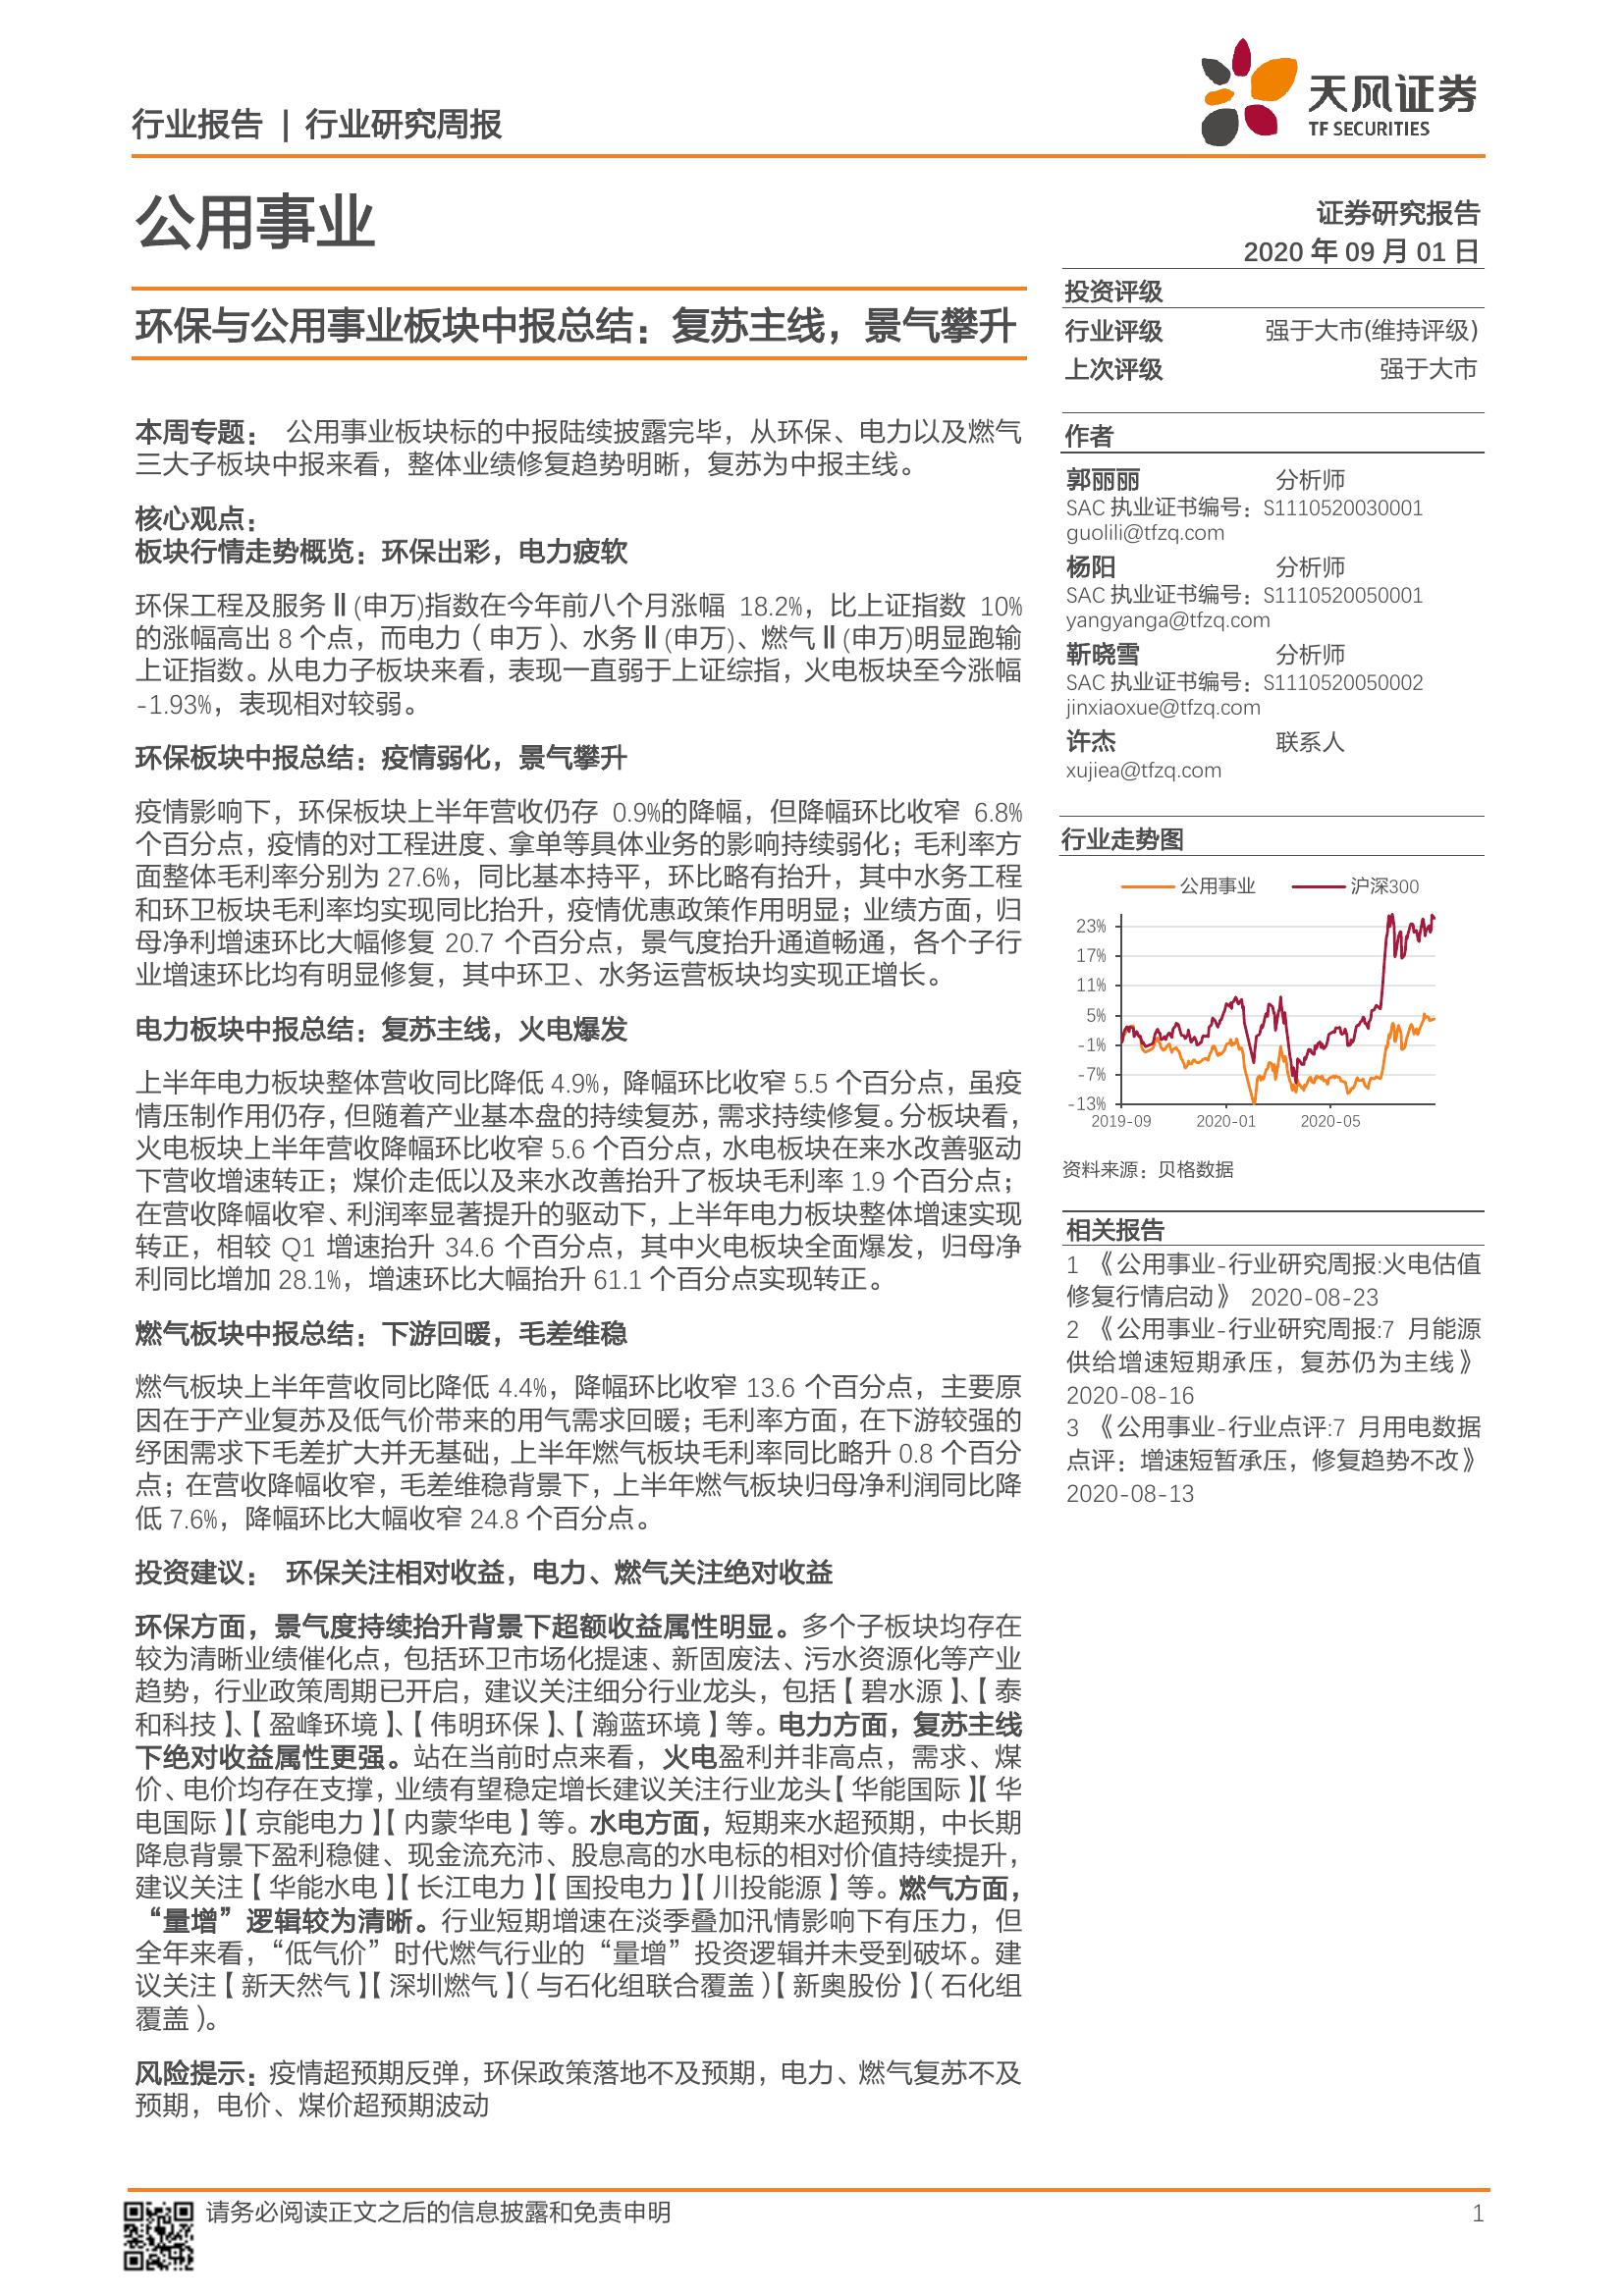 行业报告 | 行业研究周报
天风证券
TF SECURITIES
公用事业
证券研究报告
2020 年 09 月 01 日
环保与公用事业板块中报总结：复苏主线，景气攀升
本周专题： 公用事业板块标的中报陆续披露完毕，从环保、电力以及燃气
三大子板块中报来看，整体业绩修复趋势明晰，复苏为中报主线。
核心观点：
板块行情走势概览：环保出彩，电力疲软
环保工程及服务Ⅱ(申万)指数在今年前八个月涨幅 18.2%，比上证指数 10%
的涨幅高出 8 个点，而电力（申万）、水务Ⅱ(申万)、燃气Ⅱ(申万)明显跑输
上证指数。从电力子板块来看，表现一直弱于上证综指，火电板块至今涨幅
-1.93%，表现相对较弱。
环保板块中报总结：疫情弱化，景气攀升
疫情影响下，环保板块上半年营收仍存 0.9%的降幅，但降幅环比收窄 6.8%
个百分点，疫情的对工程进度、拿单等具体业务的影响持续弱化；毛利率方
面整体毛利率分别为 27.6%，同比基本持平，环比略有抬升，其中水务工程
和环卫板块毛利率均实现同比抬升，疫情优惠政策作用明显；业绩方面，归
母净利增速环比大幅修复 20.7 个百分点，景气度抬升通道畅通，各个子行
业增速环比均有明显修复，其中环卫、水务运营板块均实现正增长。
电力板块中报总结：复苏主线，火电爆发
上半年电力板块整体营收同比降低 4.9%，降幅环比收窄 5.5 个百分点，虽疫
情压制作用仍存，但随着产业基本盘的持续复苏，需求持续修复。分板块看，
火电板块上半年营收降幅环比收窄 5.6 个百分点，水电板块在来水改善驱动
下营收增速转正；煤价走低以及来水改善抬升了板块毛利率 1.9 个百分点；
在营收降幅收窄、利润率显著提升的驱动下，上半年电力板块整体增速实现
转正，相较 Q1 增速抬升 34.6 个百分点，其中火电板块全面爆发，归母净
利同比增加 28.1%，增速环比大幅抬升 61.1 个百分点实现转正。
燃气板块中报总结：下游回暖，毛差维稳
燃气板块上半年营收同比降低 4.4%，降幅环比收窄 13.6 个百分点，主要原
因在于产业复苏及低气价带来的用气需求回暖；毛利率方面，在下游较强的
纾困需求下毛差扩大并无基础，上半年燃气板块毛利率同比略升 0.8 个百分
点；在营收降幅收窄，毛差维稳背景下，上半年燃气板块归母净利润同比降
低 7.6%，降幅环比大幅收窄 24.8 个百分点。
投资建议： 环保关注相对收益，电力、燃气关注绝对收益
环保方面，景气度持续抬升背景下超额收益属性明显。多个子板块均存在
较为清晰业绩催化点，包括环卫市场化提速、新固废法、污水资源化等产业
趋势，行业政策周期已开启，建议关注细分行业龙头，包括【碧水源】、【泰
和科技】、【盈峰环境】、【伟明环保】、【瀚蓝环境】等。电力方面，复苏主线
下绝对收益属性更强。站在当前时点来看，火电盈利并非高点，需求、煤
价、电价均存在支撑，业绩有望稳定增长建议关注行业龙头【华能国际】【华
电国际】【京能电力】【内蒙华电】等。水电方面，短期来水超预期，中长期
降息背景下盈利稳健、现金流充沛、股息高的水电标的相对价值持续提升，
建议关注【华能水电】【长江电力】【国投电力】【川投能源】等。燃气方面，
“量增”逻辑较为清晰。行业短期增速在淡季叠加汛情影响下有压力，但
全年来看，“低气价”时代燃气行业的“量增”投资逻辑并未受到破坏。建
议关注【新天然气】【深圳燃气】（与石化组联合覆盖）【新奥股份】（石化组
覆盖）。
风险提示：疫情超预期反弹，环保政策落地不及预期，电力、燃气复苏不及
预期，电价、煤价超预期波动
投资评级
行业评级 强于大市(维持评级)
上次评级 强于大市
作者
郭丽丽 分析师
SAC 执业证书编号：S1110520030001
guolili@tfzq.com
杨阳 分析师
SAC 执业证书编号：S1110520050001
yangyanga@tfzq.com
靳晓雪 分析师
SAC 执业证书编号：S1110520050002
jinxiaoxue@tfzq.com
许杰 联系人
xujiea@tfzq.com
行业走势图
公用事业 沪深300
23%
17%
11%
5%
-1%
-7%
-13%
2019-09 2020-01 2020-05
资料来源：贝格数据
相关报告
1 《公用事业-行业研究周报:火电估值
修复行情启动》 2020-08-23
2 《公用事业-行业研究周报:7 月能源
供给增速短期承压，复苏仍为主线》
2020-08-16
3 《公用事业-行业点评:7 月用电数据
点评：增速短暂承压，修复趋势不改》
2020-08-13
请务必阅读正文之后的信息披露和免责申明 1